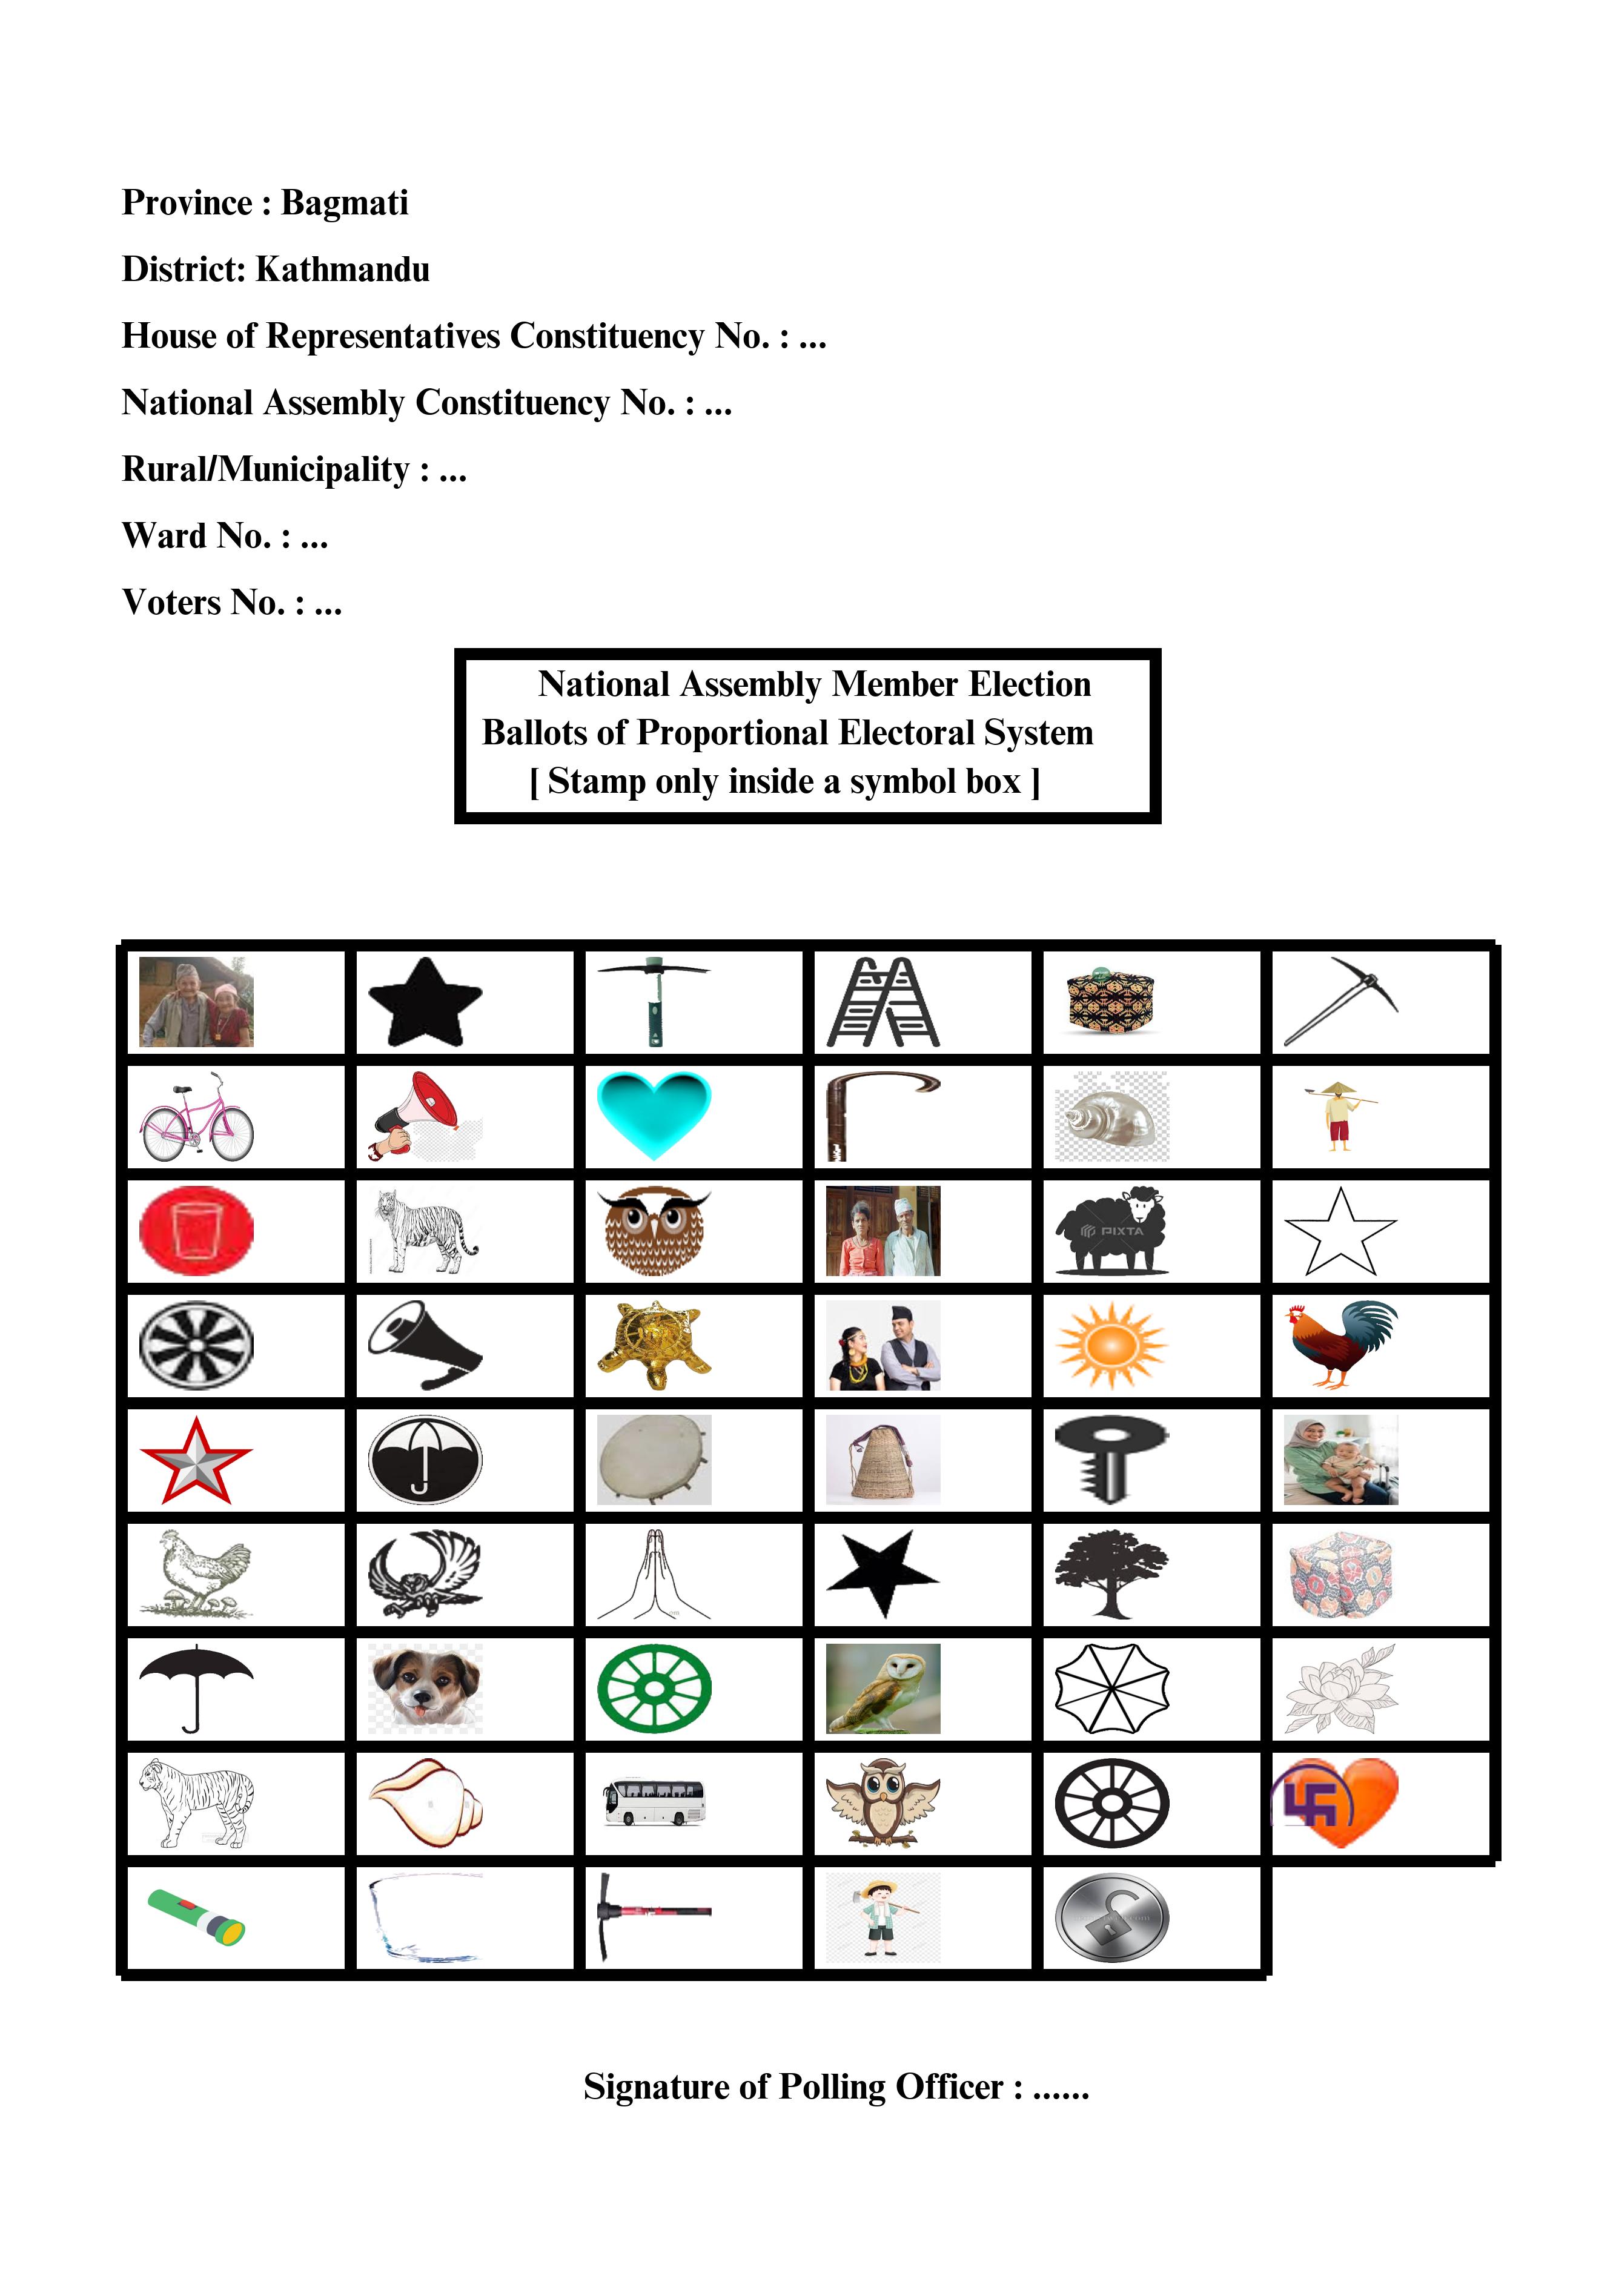 Province : Bagmati
District: Kathmandu
House of Representatives Constituency No. : ...
National Assembly Constituency No. : ...
Rural/Municipality : ...
Ward No. : ...
Voters No. : ...
National Assembly Member Election
Ballots of Proportional Electoral System
[ Stamp only inside a symbol box ]
PIXTA
Signature of Polling Officer : ......